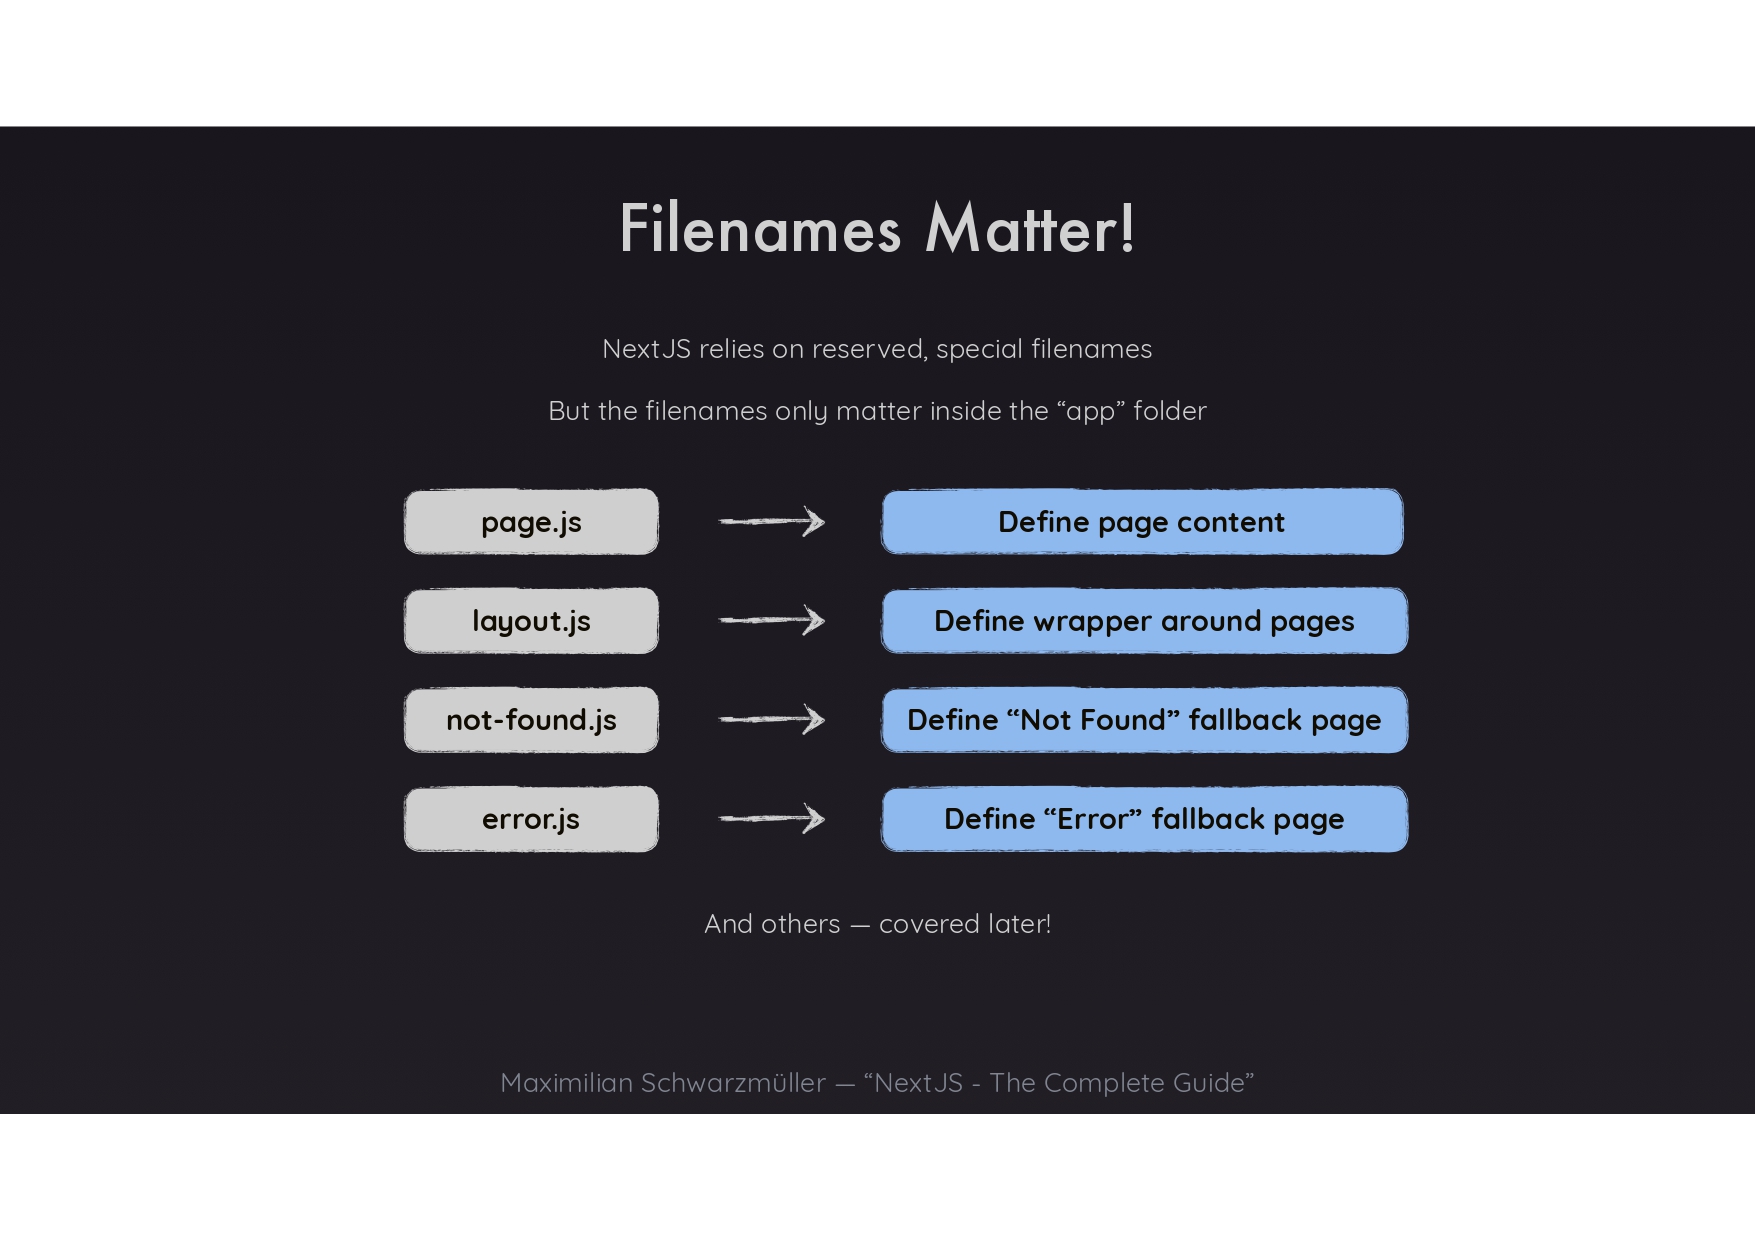 Filenames Matter!
NextJS relies on reserved, special filenames
But the filenames only matter inside the “app” folder
page.js
Define page content
layout.js
Define wrapper around pages
not-found.js
Define “Not Found” fallback page
error.js
Define “Error” fallback page
And others — covered later!
Maximilian Schwarzmüller — “NextJS - The Complete Guide”